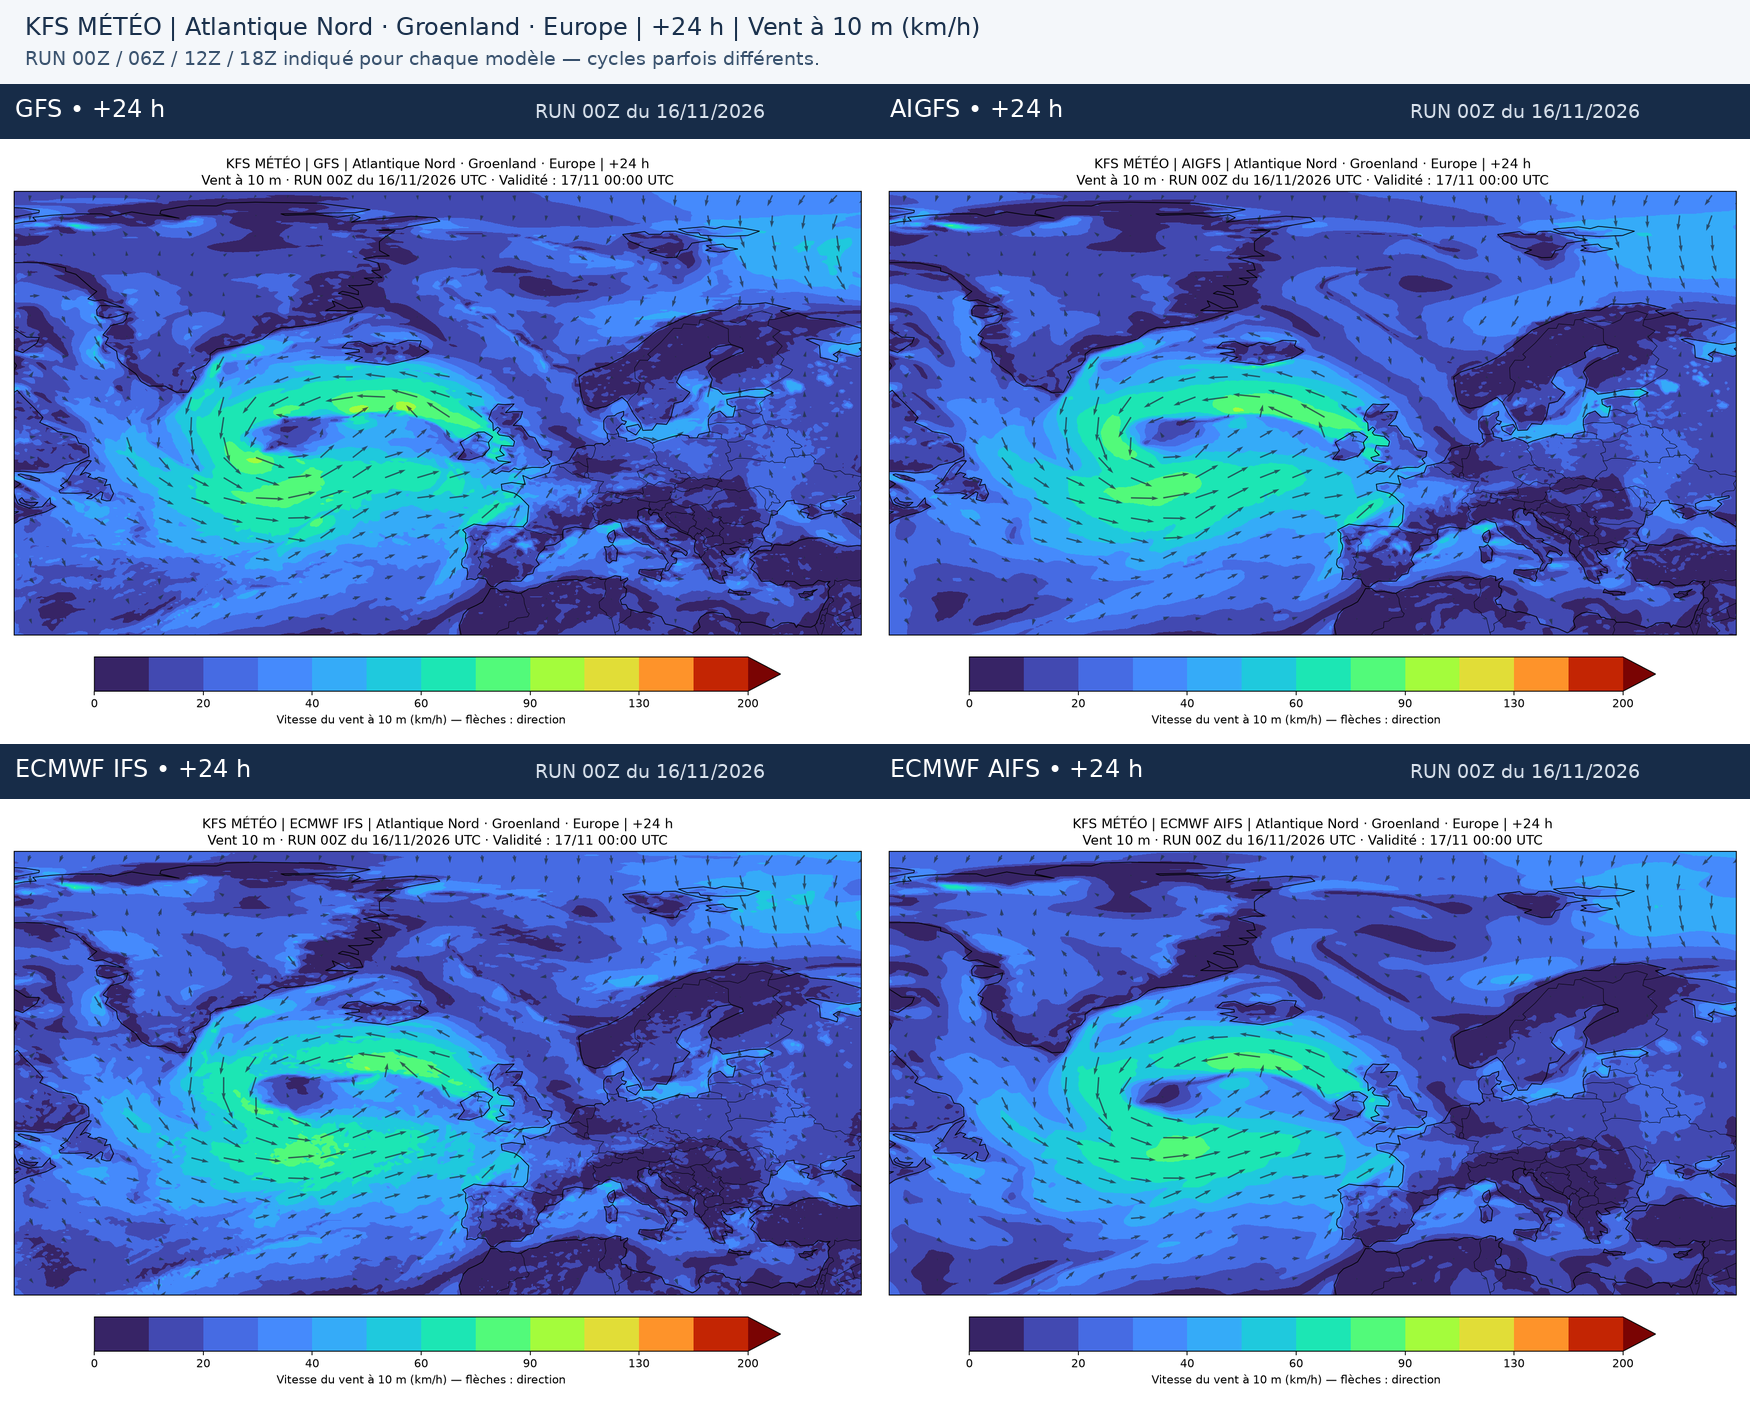 KFS MÉTÉO | Atlantique Nord · Groenland · Europe | +24 h | Vent à 10 m (km/h)
RUN 00Z / 06Z / 12Z / 18Z indiqué pour chaque modèle — cycles parfois différents.
GFS • +24 h
RUN 00Z du 16/11/2026
KFS MÉTÉO | GFS | Atlantique Nord · Groenland · Europe | +24 h
Vent à 10 m · RUN 00Z du 16/11/2026 UTC · Validité : 17/11 00:00 UTC
0 20 40 60 90 130 200
Vitesse du vent à 10 m (km/h) — flèches : direction
AIGFS • +24 h
RUN 00Z du 16/11/2026
KFS MÉTÉO | AIGFS | Atlantique Nord · Groenland · Europe | +24 h
Vent à 10 m · RUN 00Z du 16/11/2026 UTC · Validité : 17/11 00:00 UTC
0 20 40 60 90 130 200
Vitesse du vent à 10 m (km/h) — flèches : direction
ECMWF IFS • +24 h
RUN 00Z du 16/11/2026
KFS MÉTÉO | ECMWF IFS | Atlantique Nord · Groenland · Europe | +24 h
Vent 10 m · RUN 00Z du 16/11/2026 UTC · Validité : 17/11 00:00 UTC
0 20 40 60 90 130 200
Vitesse du vent à 10 m (km/h) — flèches : direction
ECMWF AIFS • +24 h
RUN 00Z du 16/11/2026
KFS MÉTÉO | ECMWF AIFS | Atlantique Nord · Groenland · Europe | +24 h
Vent 10 m · RUN 00Z du 16/11/2026 UTC · Validité : 17/11 00:00 UTC
0 20 40 60 90 130 200
Vitesse du vent à 10 m (km/h) — flèches : direction